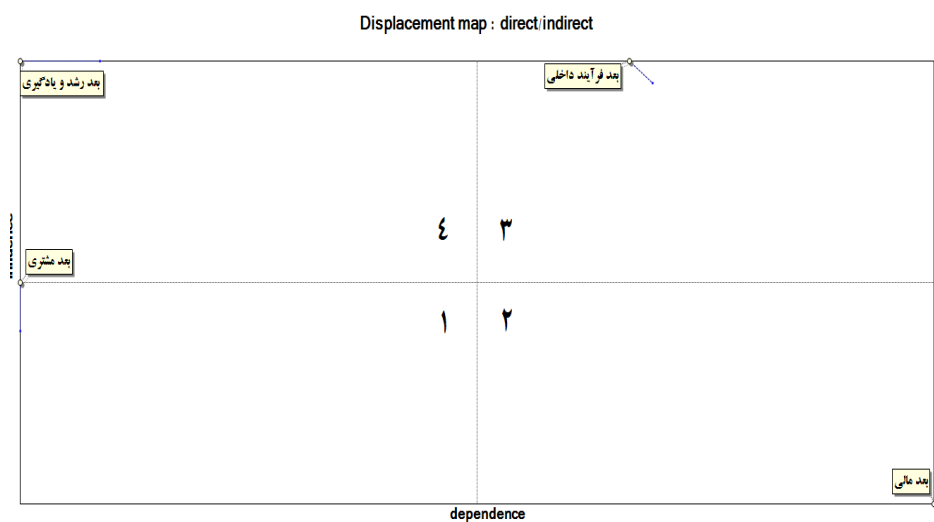 Displacement map : direct/indirect
بعد رشد و یادگیری
بعد فرآیند داخلی
٤
٣
بعد مشتری
١
٢
بعد مالی
dependence